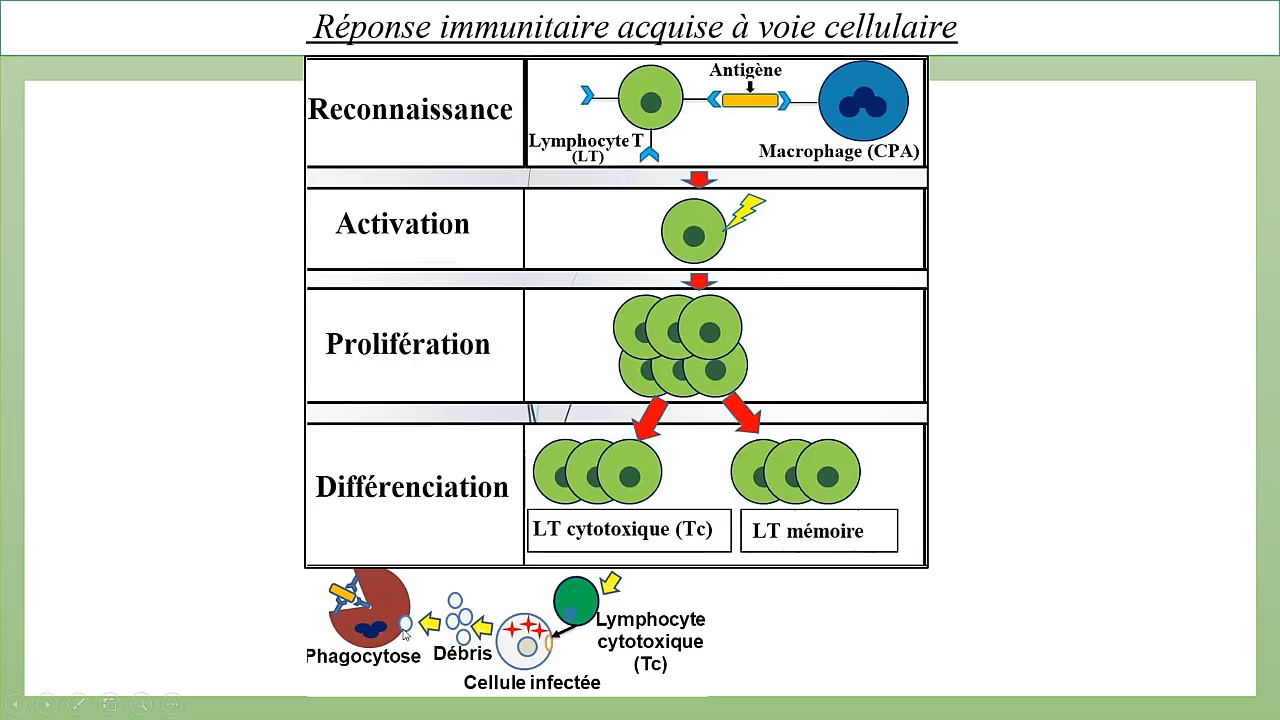 Réponse immunitaire acquise à voie cellulaire
Reconnaissance
Antigène
Lymphocyte T
(LT)
Macrophage (CPA)
Activation
Prolifération
Différenciation
LT cytotoxique (Tc)
LT mémoire
Phagocytose
Débris
Cellule infectée
Lymphocyte
cytotoxique
(Tc)